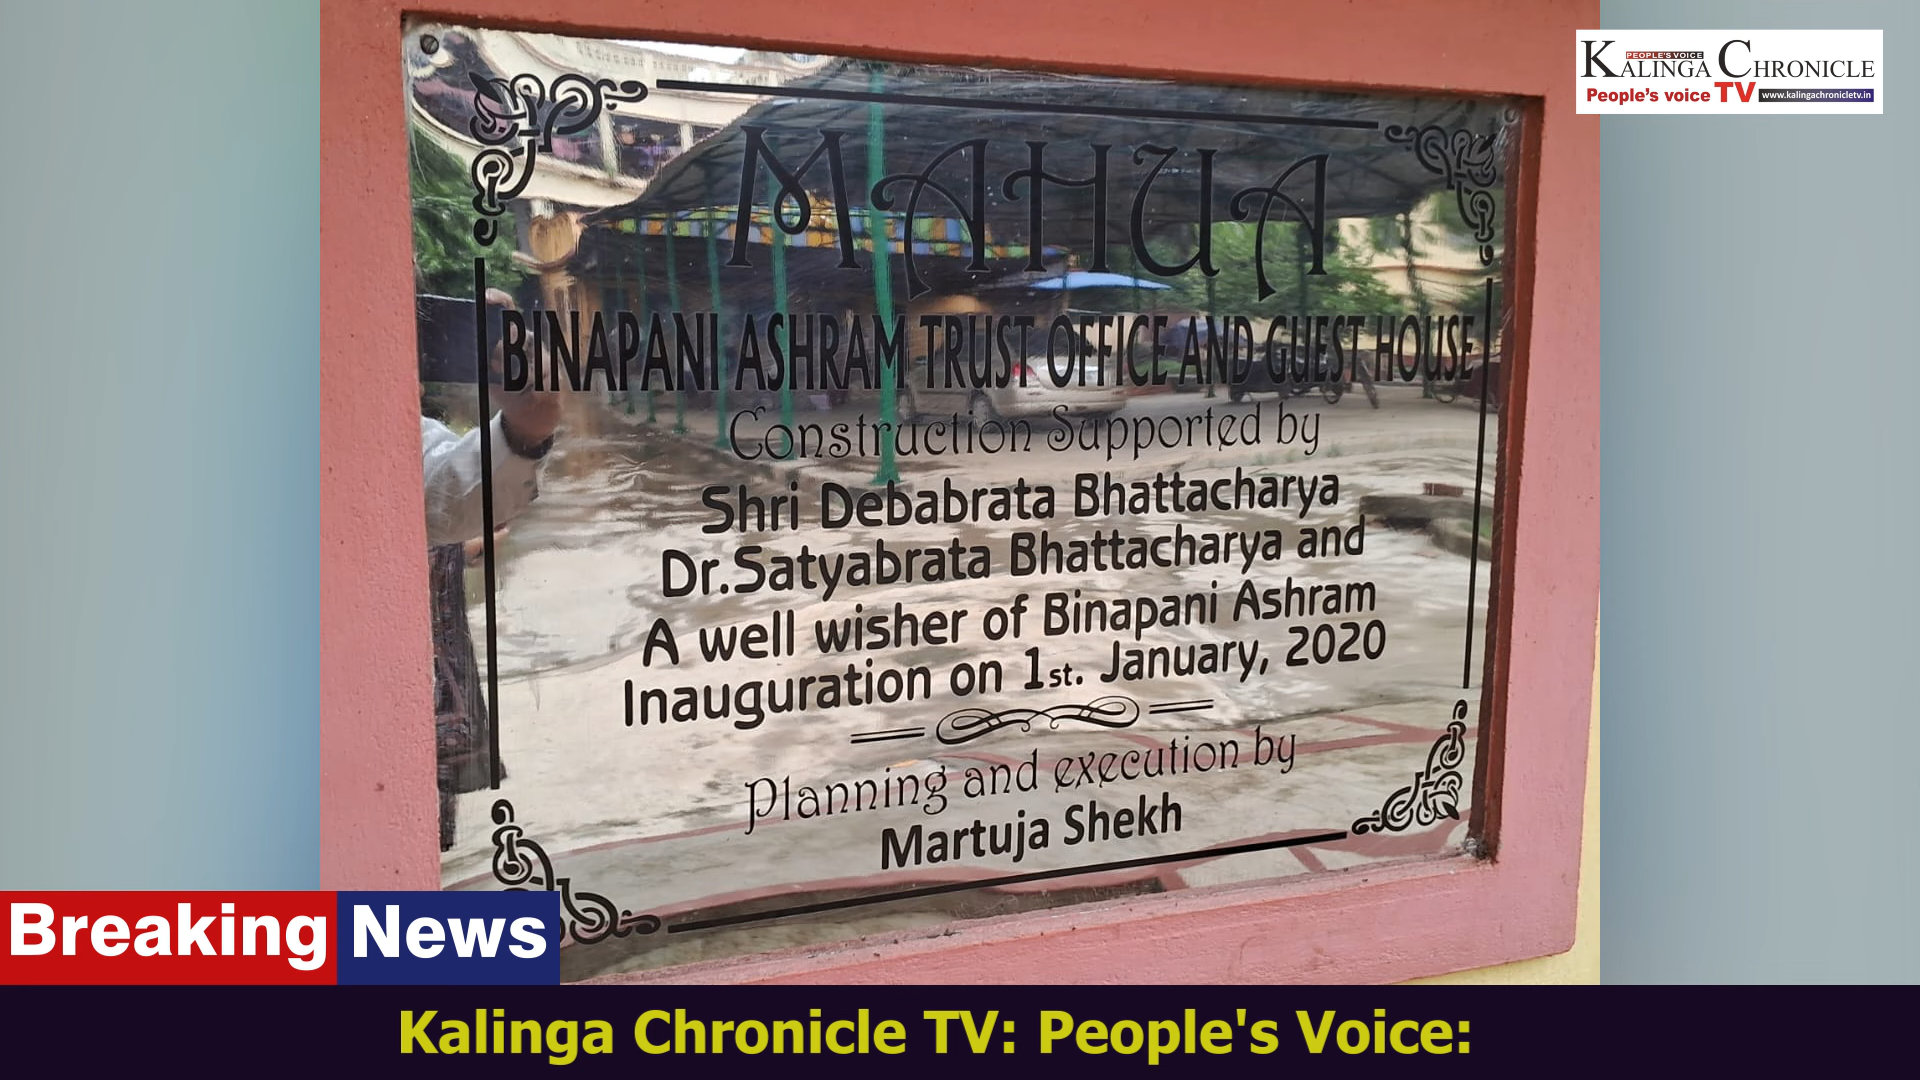 PEOPLE'S VOICE
KALINGA CHRONICLE
People's voice TV www.kalingachronicletv.in
MAHUA
BINAPANI ASHRAM TRUST OFFICE AND GUEST HOUSE
Construction Supported by
Shri Debabrata Bhattacharya
Dr.Satyabrata Bhattacharya and
A well wisher of Binapani Ashram
Inauguration on 1st. January, 2020
Planning and execution by
Martuja Shekh
Breaking News
Kalinga Chronicle TV: People's Voice: